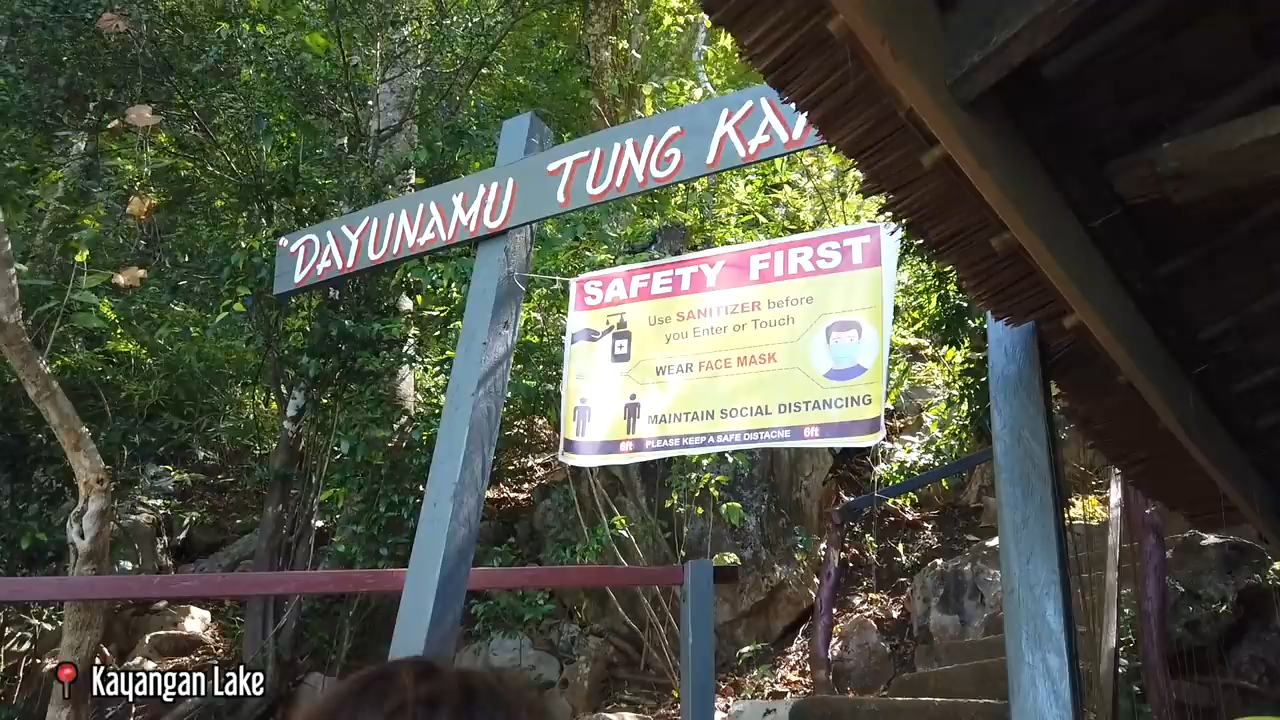 "DAYUNAMU TUNG
SAFETY FIRST
Use SANITIZER before
you Enter or Touch
WEAR FACE MASK
MAINTAIN SOCIAL DISTANCING
6ft PLEASE KEEP A SAFE DISTACNE 6ft
Kayangan Lake